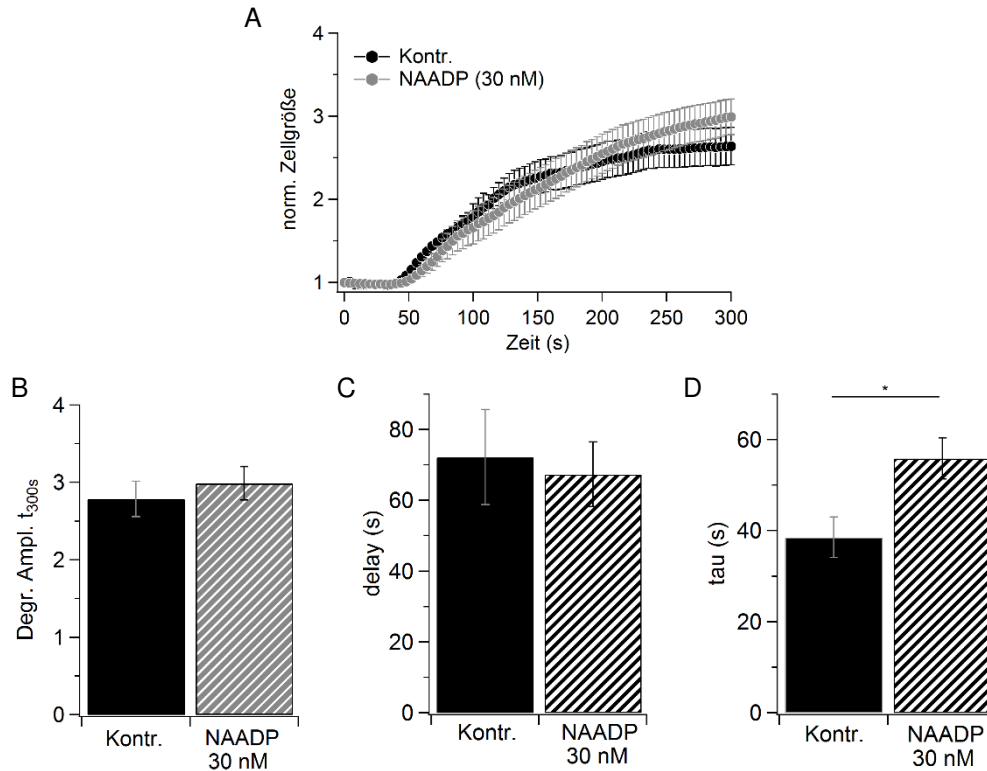 A
norm. Zellgröße
4
3
2
1
Kontr.
NAADP (30 nM)
0 50 100 150 200 250 300
Zeit (s)
B
Degr. Ampl. t300s
4
3
2
1
0
Kontr. NAADP
30 nM
C
delay (s)
80
60
40
20
0
Kontr. NAADP
30 nM
D
tau (s)
60
40
20
0
*
Kontr. NAADP
30 nM